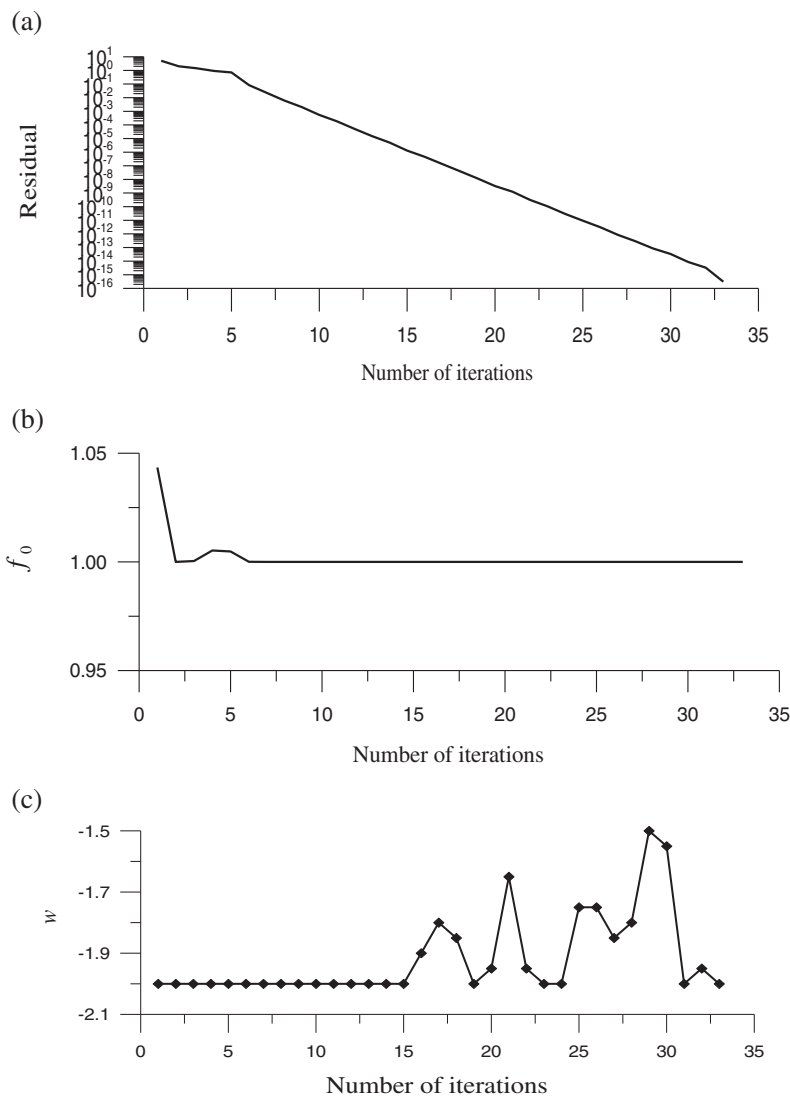 (a)
10^1
10^0
10^-1
10^-2
10^-3
10^-4
10^-5
10^-6
10^-7
10^-8
10^-9
10^-10
10^-11
10^-12
10^-13
10^-14
10^-15
10^-16
Residual
0 5 10 15 20 25 30 35
Number of iterations
(b)
1.05
1.00
0.95
f 0
0 5 10 15 20 25 30 35
Number of iterations
(c)
-1.5
-1.7
-1.9
-2.1
w
0 5 10 15 20 25 30 35
Number of iterations